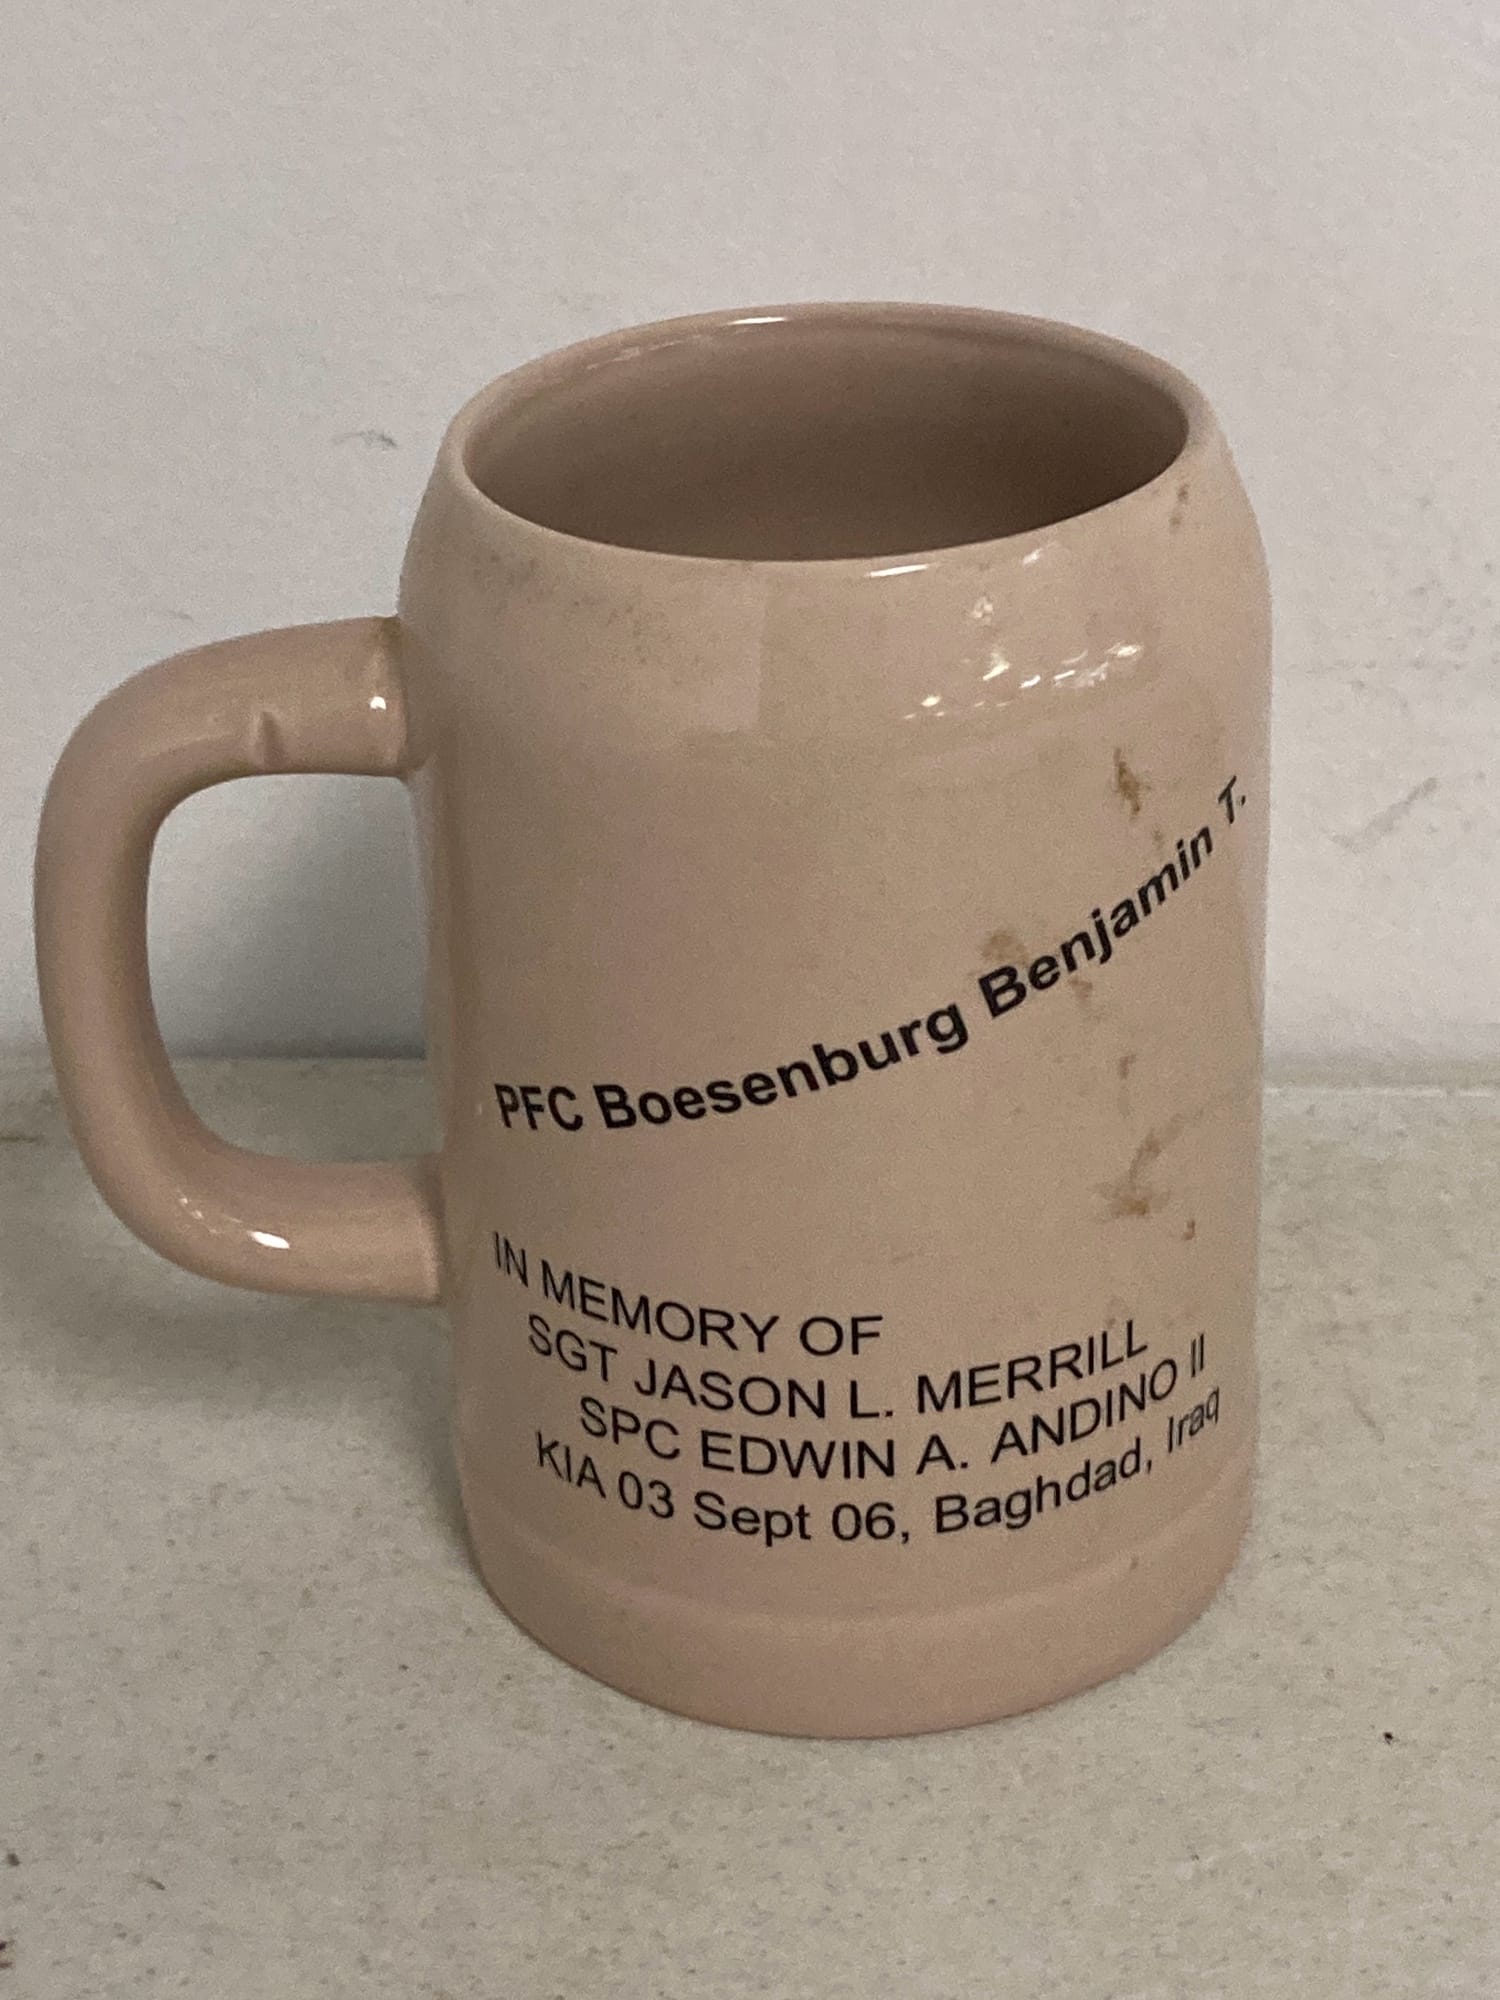 PFC Boesenburg Benjamin T.
IN MEMORY OF
SGT JASON L. MERRILL
SPC EDWIN A. ANDINO II
KIA 03 Sept 06, Baghdad, Iraq